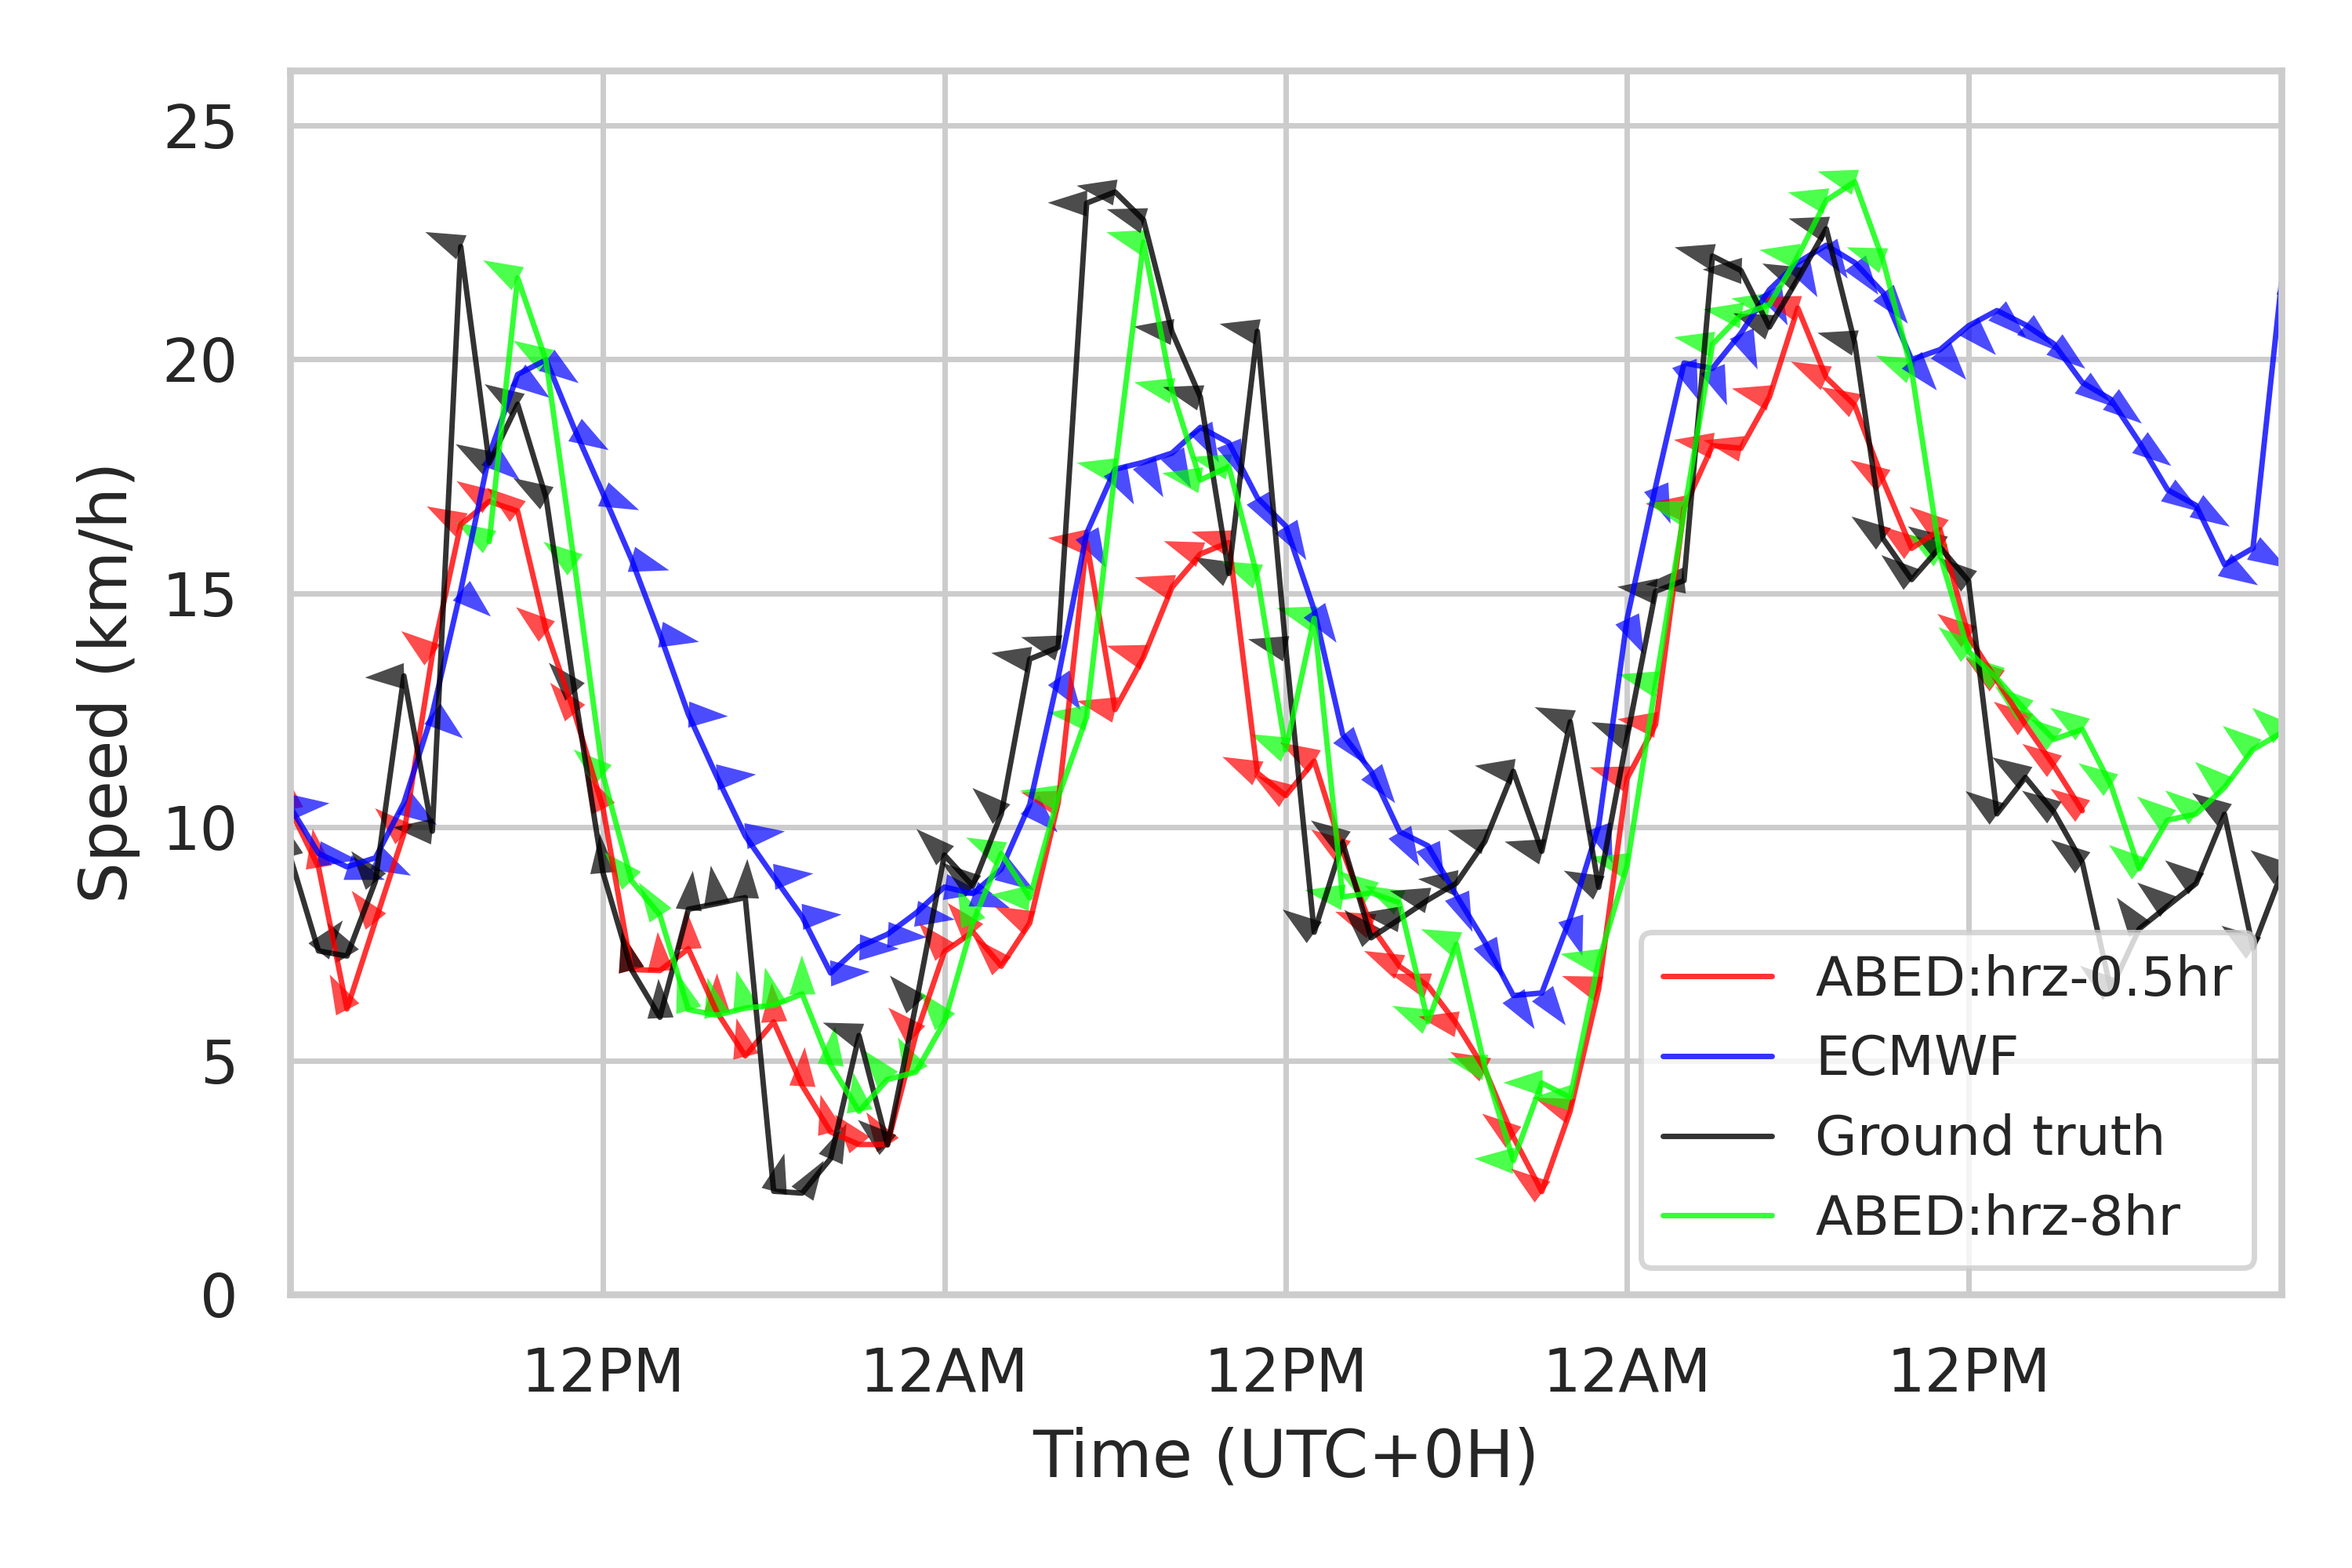 25
20
15
10
5
0
Speed (km/h)
12PM
12AM
12PM
12AM
12PM
Time (UTC+0H)
ABED:hrz-0.5hr
ECMWF
Ground truth
ABED:hrz-8hr